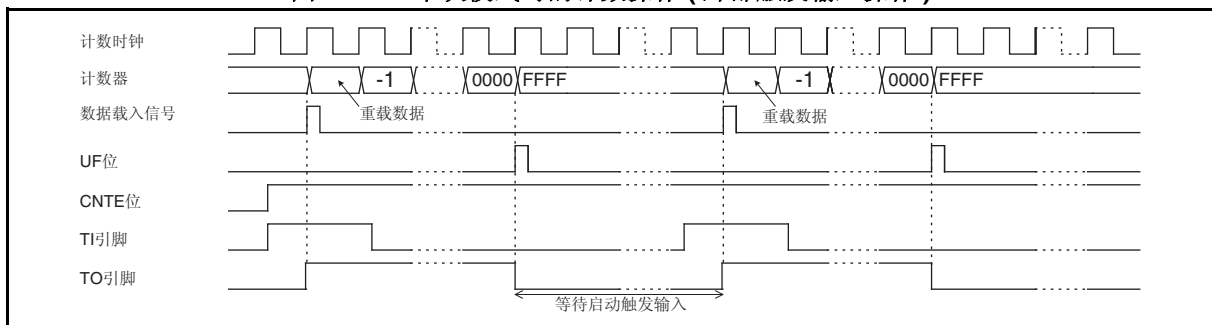 计数时钟
计数器 -1 0000 FFFF -1 0000 FFFF
数据载入信号 重载数据 重载数据
UF位
CNTE位
TI引脚
TO引脚
等待启动触发输入